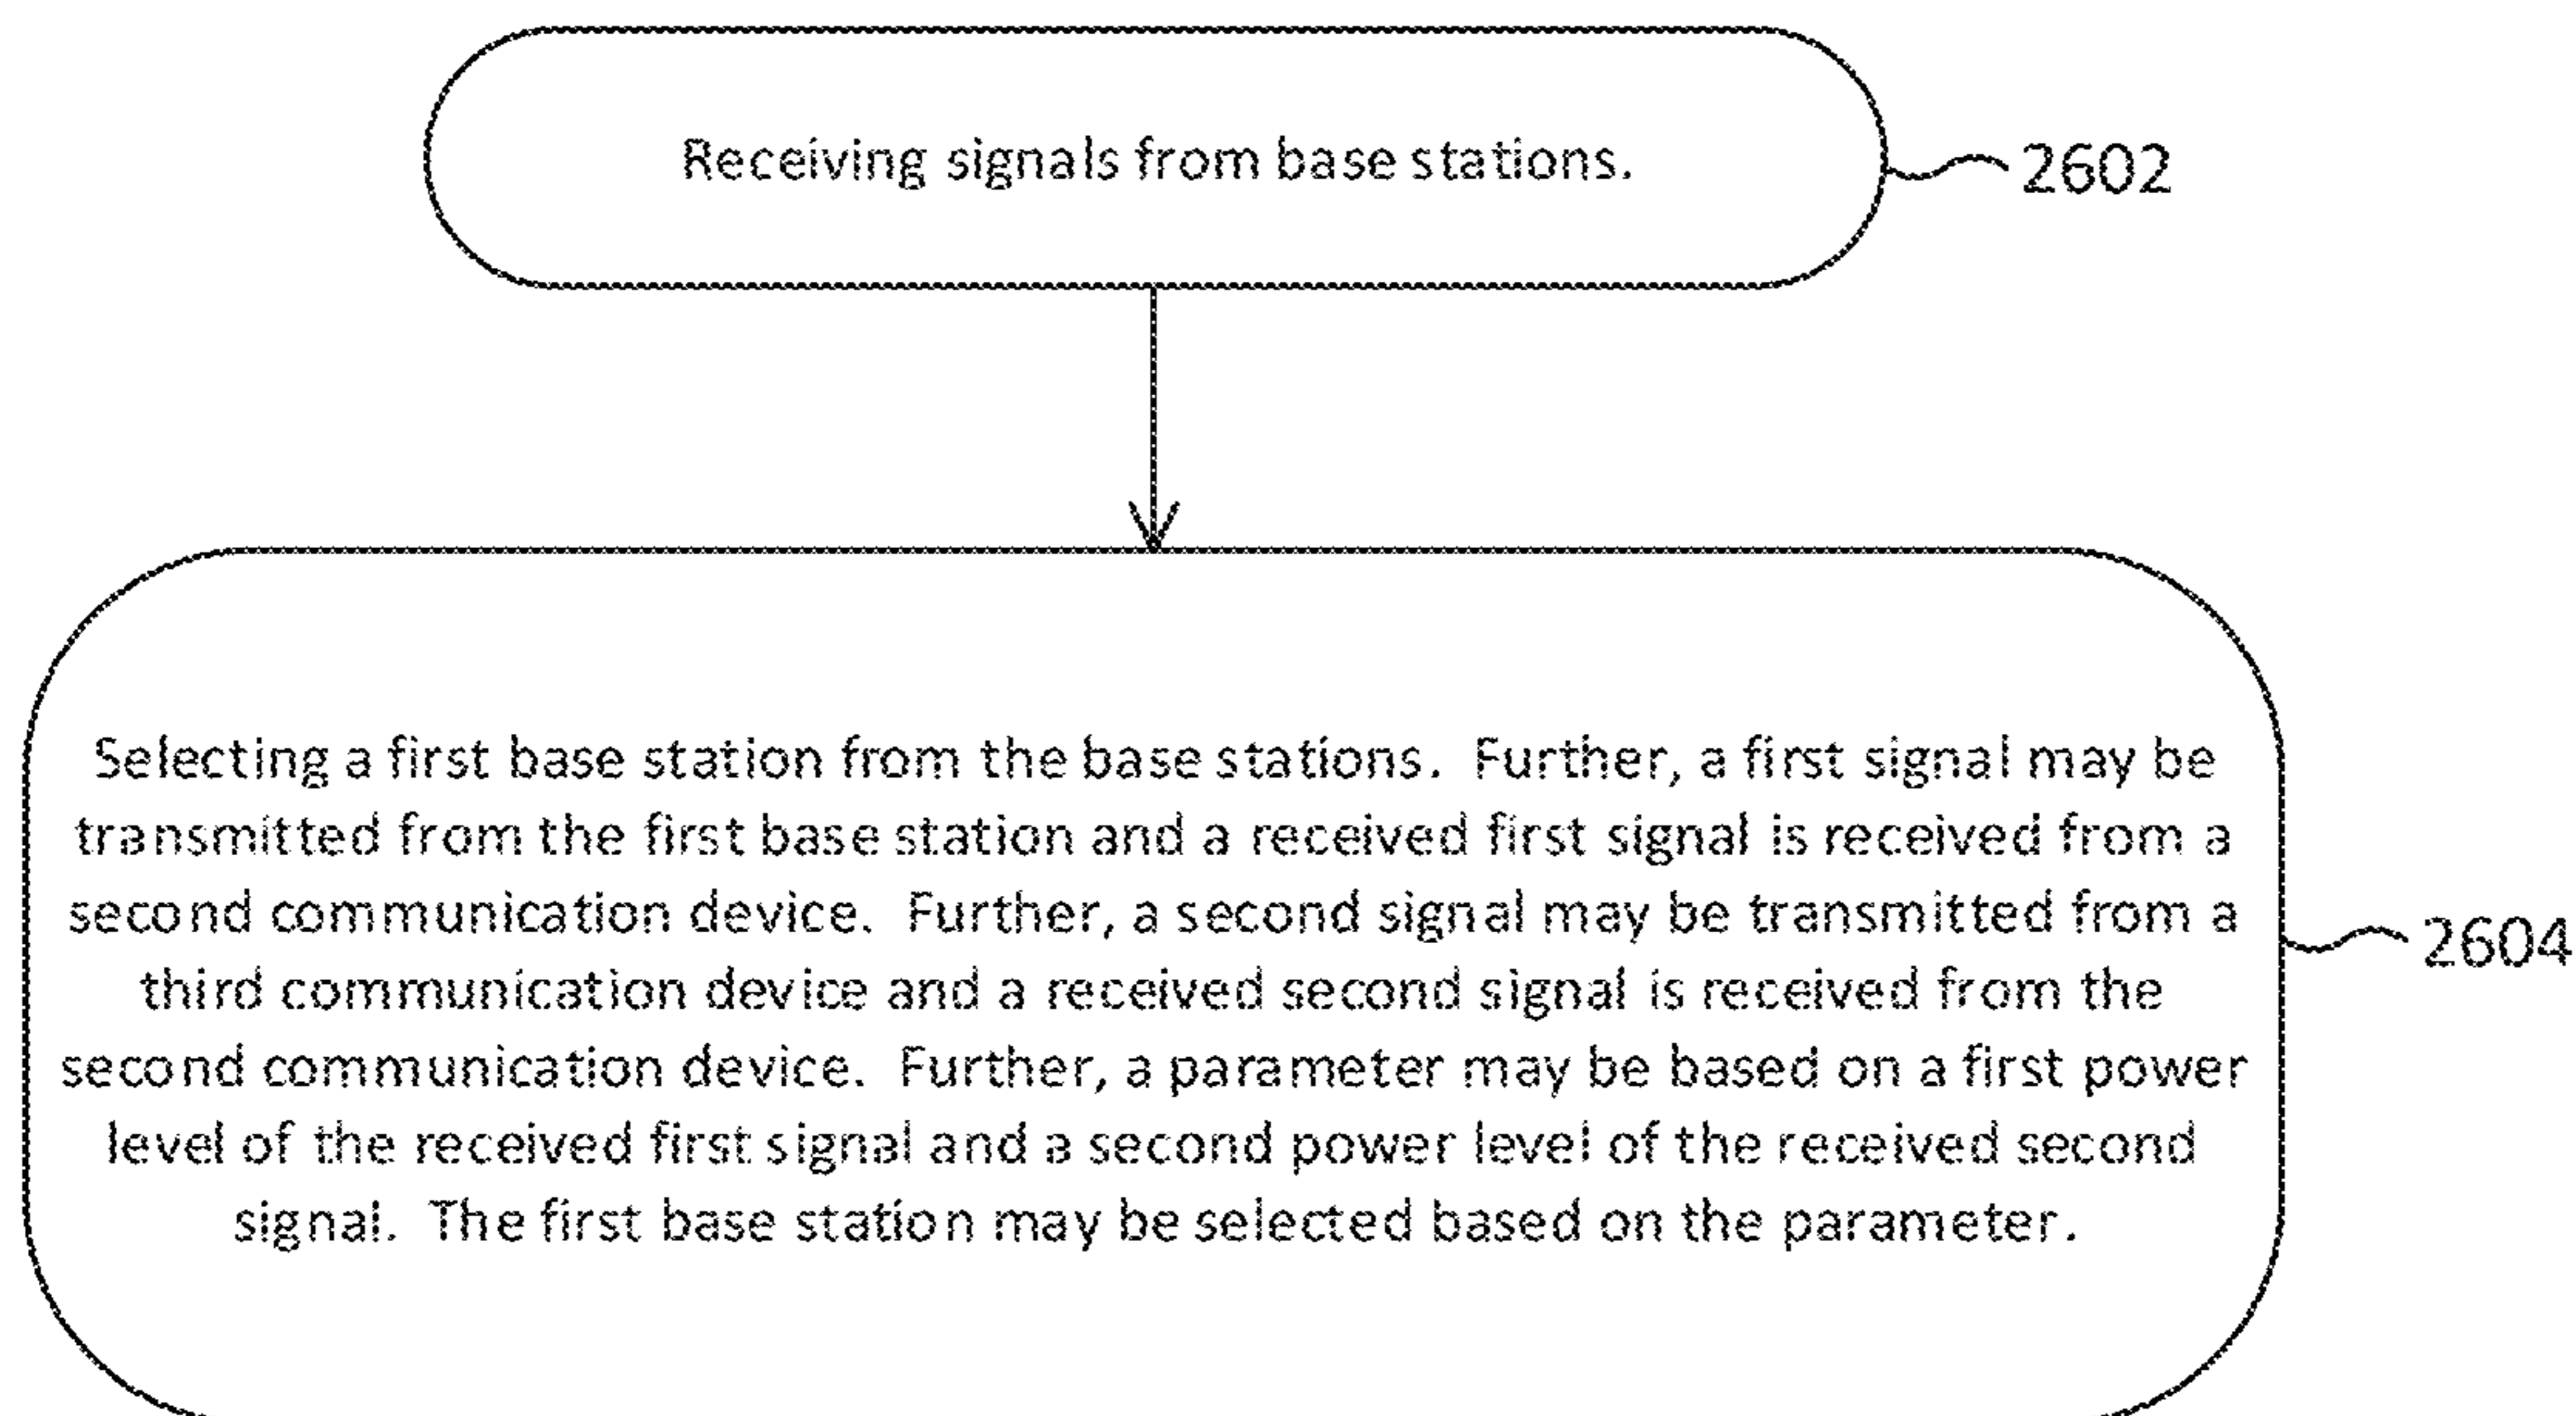 Receiving signals from base stations.
2602
Selecting a first base station from the base stations. Further, a first signal may be
transmitted from the first base station and a received first signal is received from a
second communication device. Further, a second signal may be transmitted from a
third communication device and a received second signal is received from the
second communication device. Further, a parameter may be based on a first power
level of the received first signal and a second power level of the received second
signal. The first base station may be selected based on the parameter.
2604